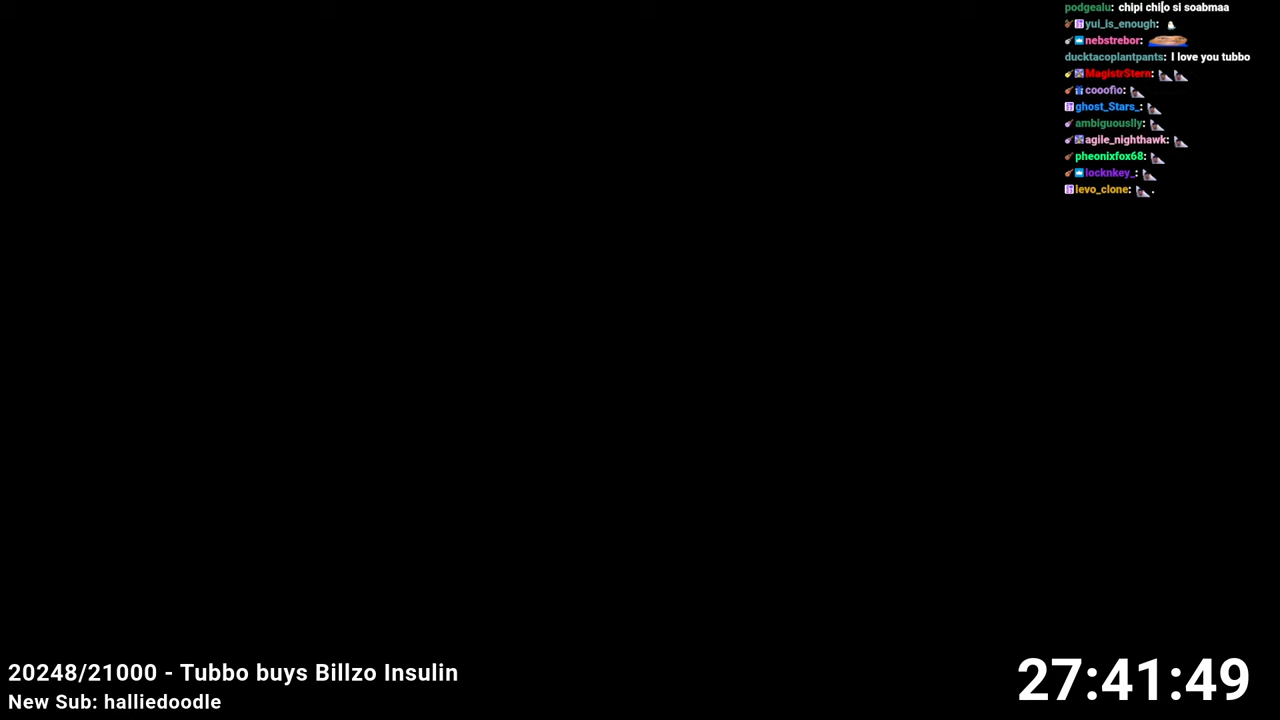 podgealu: chipi chi[o si soabmaa
yui_is_enough:
nebstrebor:
ducktacoplantpants: I love you tubbo
MagistrStern:
cooofio:
ghost_Stars_:
ambiguouslly:
agile_nighthawk:
pheonixfox68:
locknkey_:
levo_clone: .
20248/21000 - Tubbo buys Billzo Insulin
New Sub: halliedoodle
27:41:49